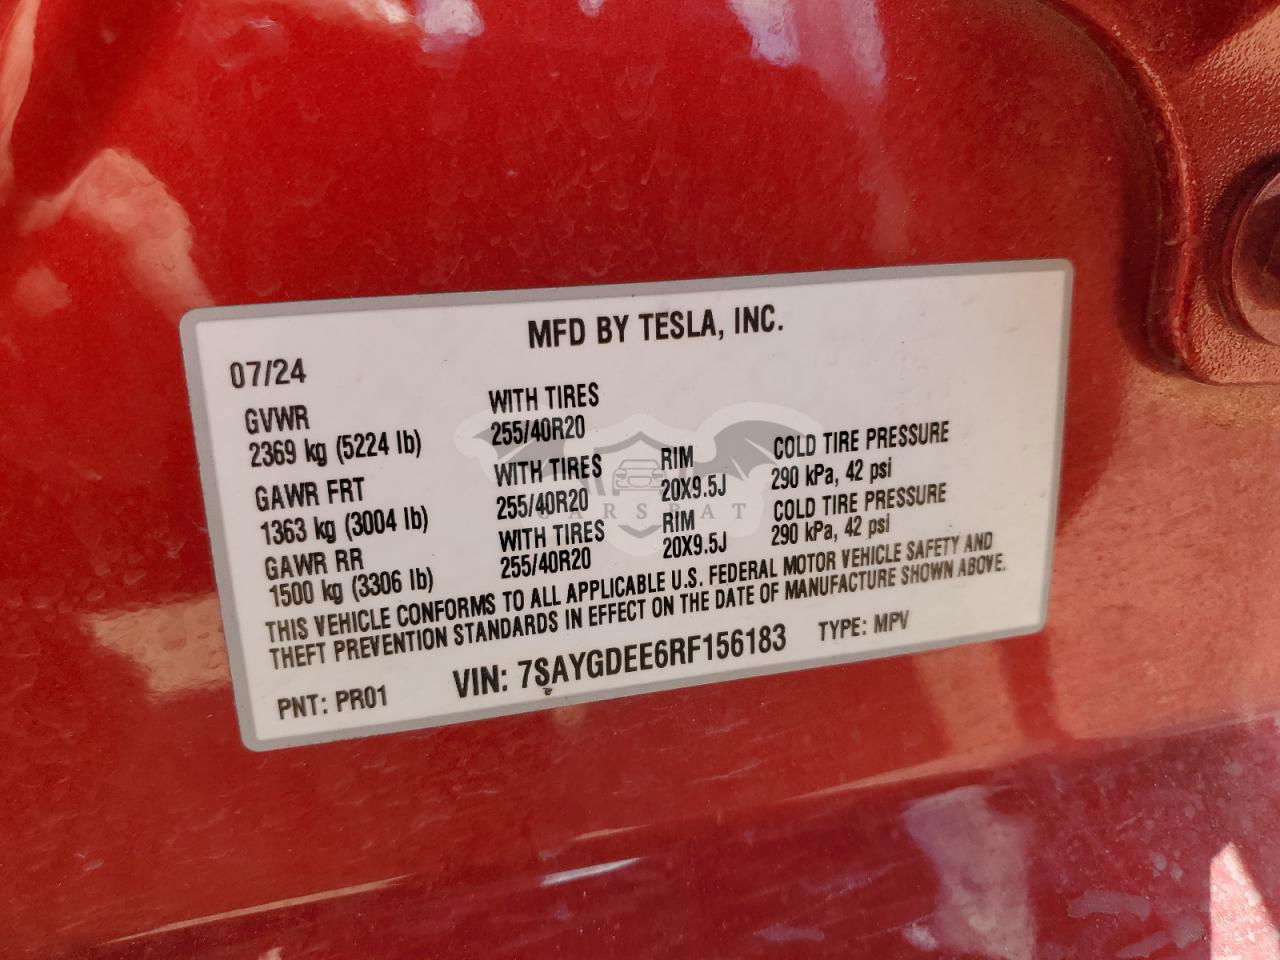 MFD BY TESLA, INC.
07/24
GVWR WITH TIRES
2369 kg (5224 lb) 255/40R20
GAWR FRT WITH TIRES RIM COLD TIRE PRESSURE
1363 kg (3004 lb) 255/40R20 20X9.5J 290 kPa, 42 psi
GAWR RR WITH TIRES RIM COLD TIRE PRESSURE
1500 kg (3306 lb) 255/40R20 20X9.5J 290 kPa, 42 psi
THIS VEHICLE CONFORMS TO ALL APPLICABLE U.S. FEDERAL MOTOR VEHICLE SAFETY AND
THEFT PREVENTION STANDARDS IN EFFECT ON THE DATE OF MANUFACTURE SHOWN ABOVE.
PNT: PR01 VIN: 7SAYGDEE6RF156183 TYPE: MPV
CARSBAT